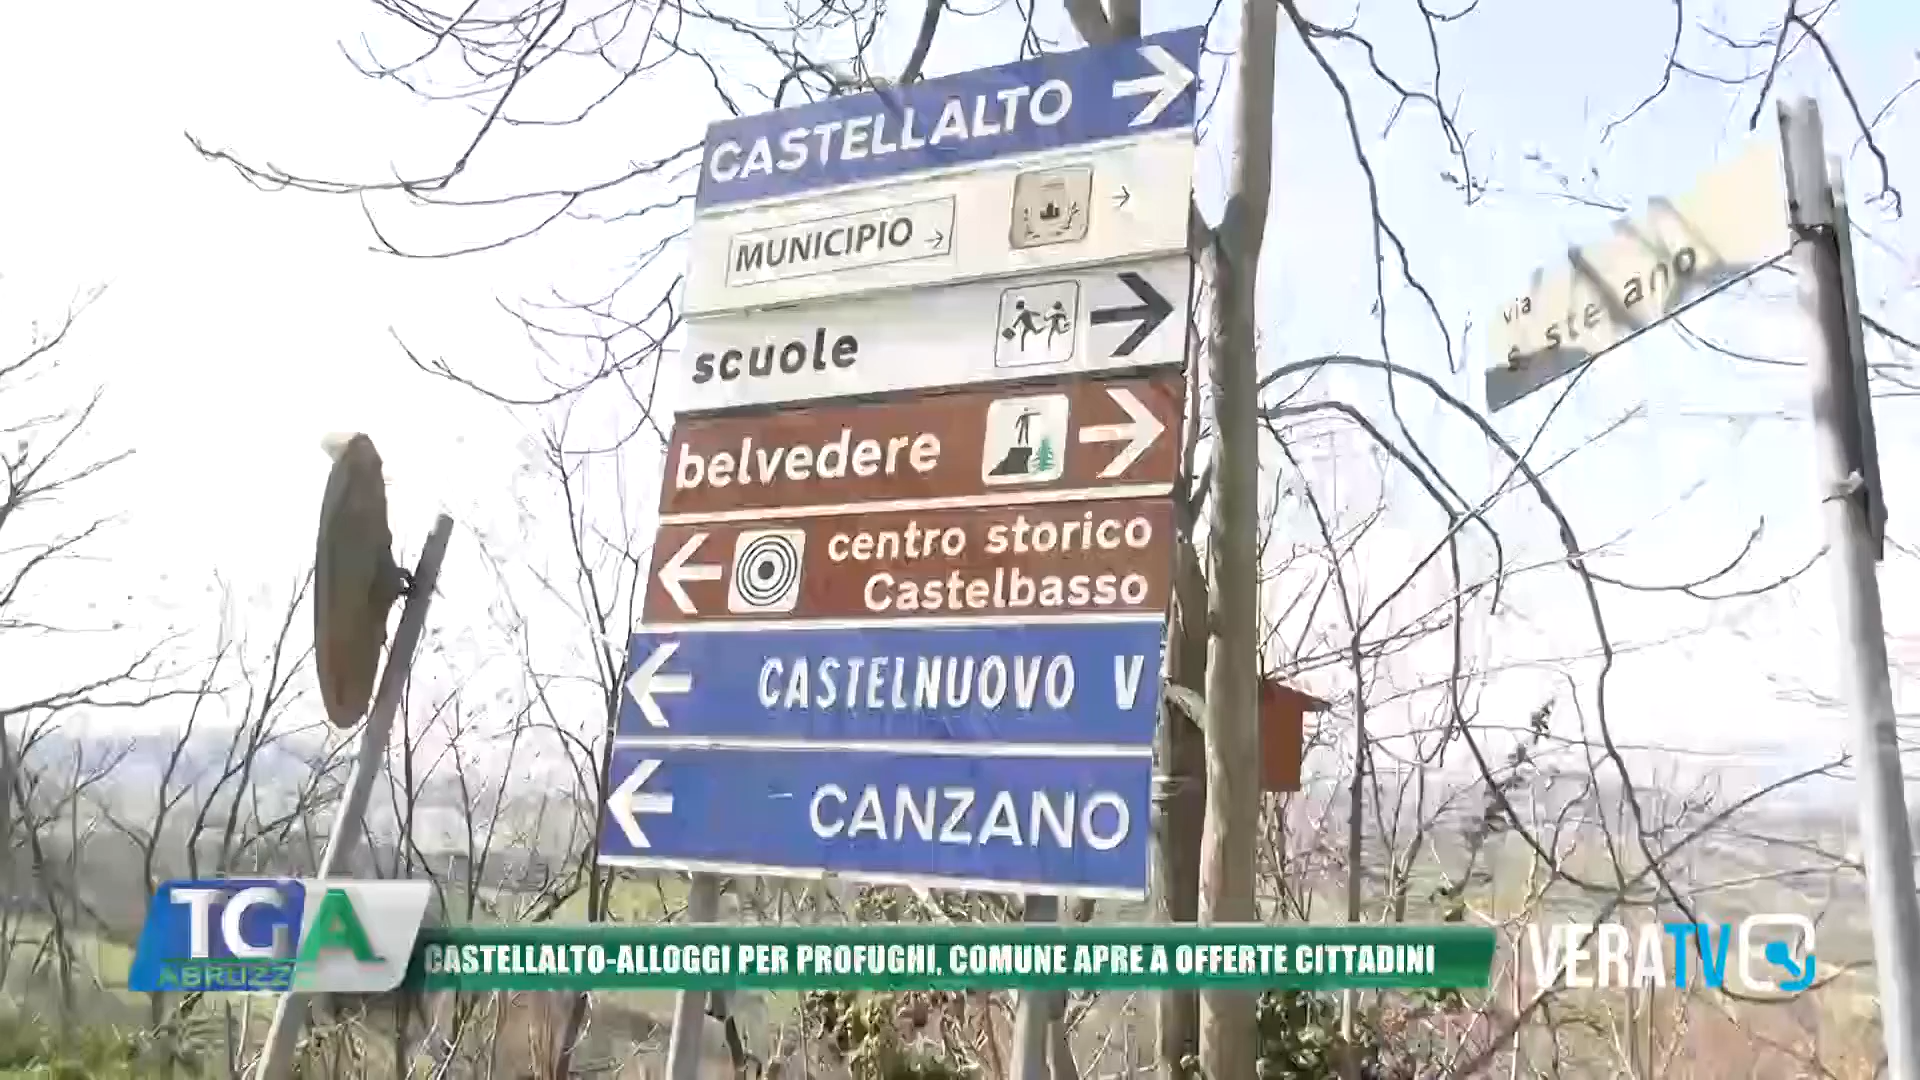 CASTELLALTO
MUNICIPIO
scuole
belvedere
centro storico
Castelbasso
CASTELNUOVO V
CANZANO
via
s. stefano
TGA
ABRUZZO
CASTELLALTO-ALLOGGI PER PROFUGHI, COMUNE APRE A OFFERTE CITTADINI
VERATV